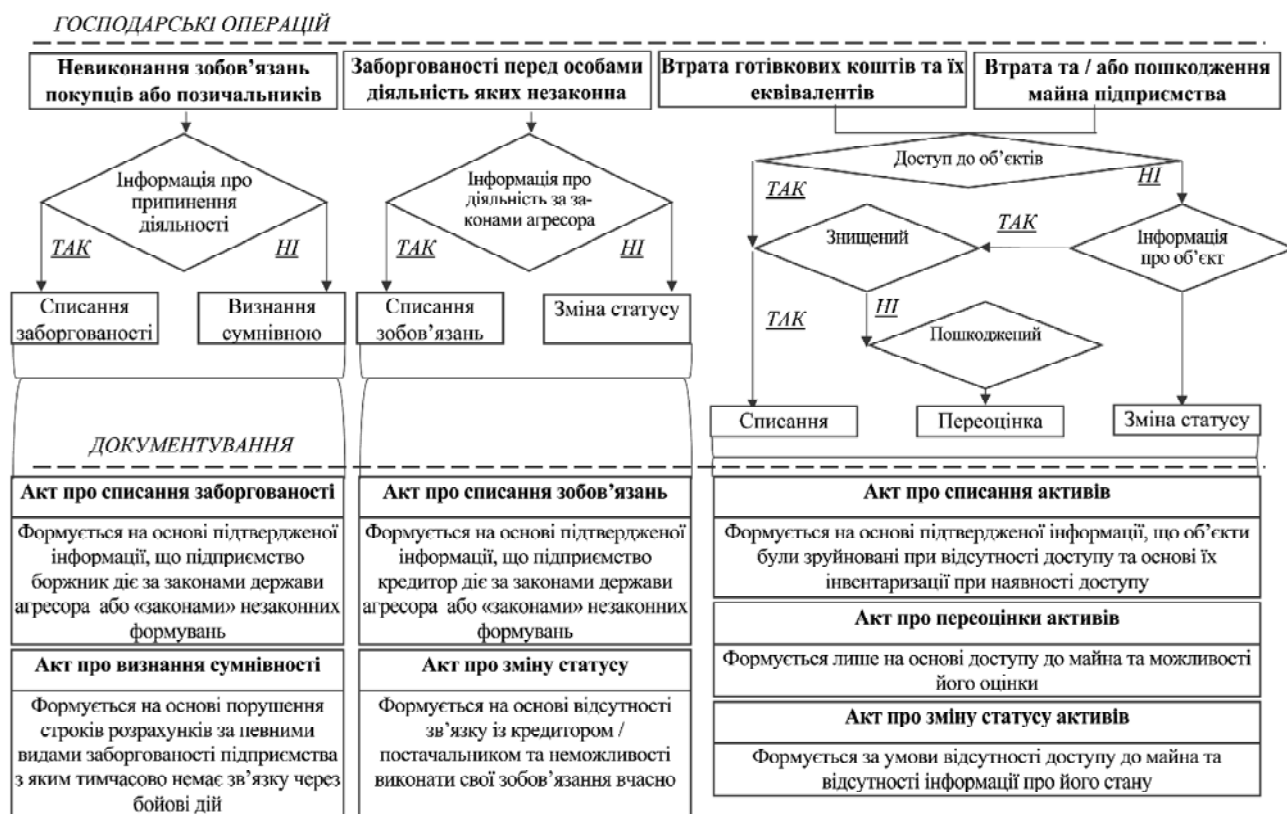 ГОСПОДАРСЬКІ ОПЕРАЦІЙ
Невиконання зобов’язань
покупців або позичальників
Заборгованості перед особами
діяльність яких незаконна
Втрата готівкових коштів та їх
еквівалентів
Втрата та / або пошкодження
майна підприємства
Інформація про
припинення
діяльності
Інформація про
діяльність за за-
конами агресора
Доступ до об’єктів
ТАК
НІ
ТАК
НІ
ТАК
НІ
Знищений
ТАК
Інформація
про об’єкт
Списання
заборгованості
Визнання
сумнівною
Списання
зобов’язань
Зміна статусу
ТАК
НІ
Пошкоджений
Списання
Переоцінка
Зміна статусу
ДОКУМЕНТУВАННЯ
Акт про списання заборгованості
Формується на основі підтвердженої
інформації, що підприємство
боржник діє за законами держави
агресора або «законами» незаконних
формувань
Акт про визнання сумнівності
Формується на основі порушення
строків розрахунків за певними
видами заборгованості підприємства
з яким тимчасово немає зв’язку через
бойові дій
Акт про списання зобов’язань
Формується на основі підтвердженої
інформації, що підприємство
кредитор діє за законами держави
агресора або «законами» незаконних
формувань
Акт про зміну статусу
Формується на основі відсутності
зв’язку із кредитором /
постачальником та неможливості
виконати свої зобов’язання вчасно
Акт про списання активів
Формується на основі підтвердженої інформації, що об’єкти
були зруйновані при відсутності доступу та основі їх
інвентаризації при наявності доступу
Акт про переоцінки активів
Формується лише на основі доступу до майна та можливості
його оцінки
Акт про зміну статусу активів
Формується за умови відсутності доступу до майна та
відсутності інформації про його стану